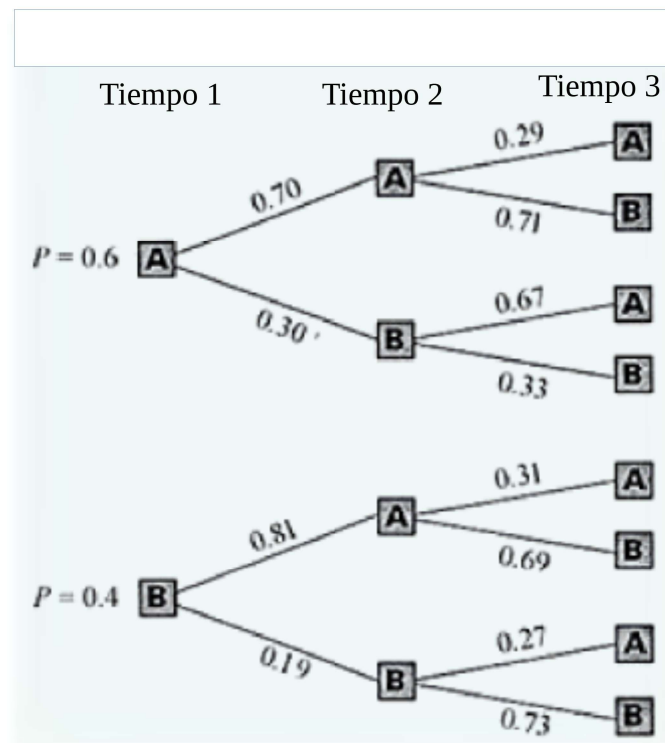 Tiempo 1 Tiempo 2 Tiempo 3
0.29 A
0.70 A
0.71 B
P = 0.6 A
0.67 A
0.30 B
0.33 B
0.31 A
0.81 A
0.69 B
P = 0.4 B
0.27 A
0.19 B
0.73 B